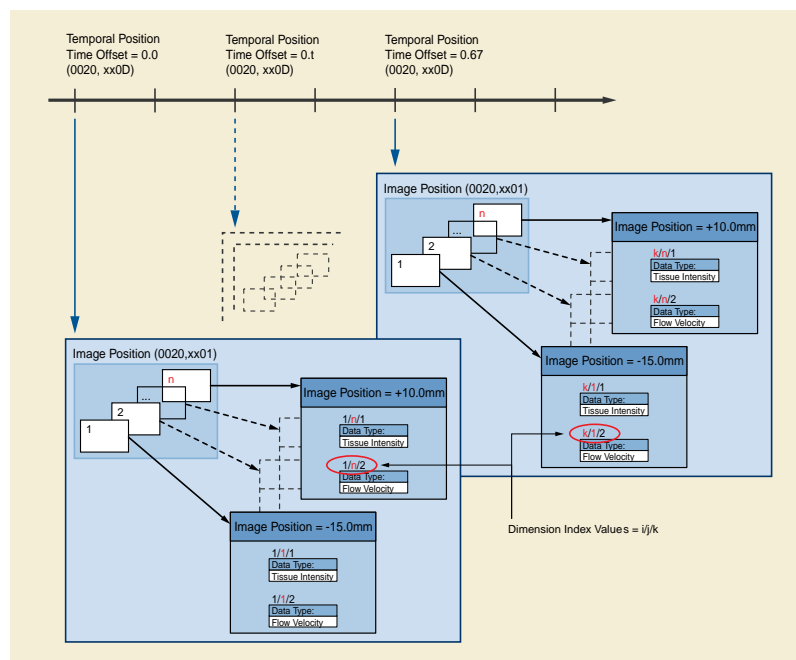 Temporal Position
Time Offset = 0.0
(0020, xx0D)
Temporal Position
Time Offset = 0.t
(0020, xx0D)
Temporal Position
Time Offset = 0.67
(0020, xx0D)
Image Position (0020,xx01)
n
...
2
1
Image Position = +10.0mm
k/n/1
Data Type:
Tissue Intensity
k/n/2
Data Type:
Flow Velocity
Image Position = -15.0mm
k/1/1
Data Type:
Tissue Intensity
k/1/2
Data Type:
Flow Velocity
Image Position (0020,xx01)
n
...
2
1
Image Position = +10.0mm
1/n/1
Data Type:
Tissue Intensity
1/n/2
Data Type:
Flow Velocity
Image Position = -15.0mm
1/1/1
Data Type:
Tissue Intensity
1/1/2
Data Type:
Flow Velocity
Dimension Index Values = i/j/k